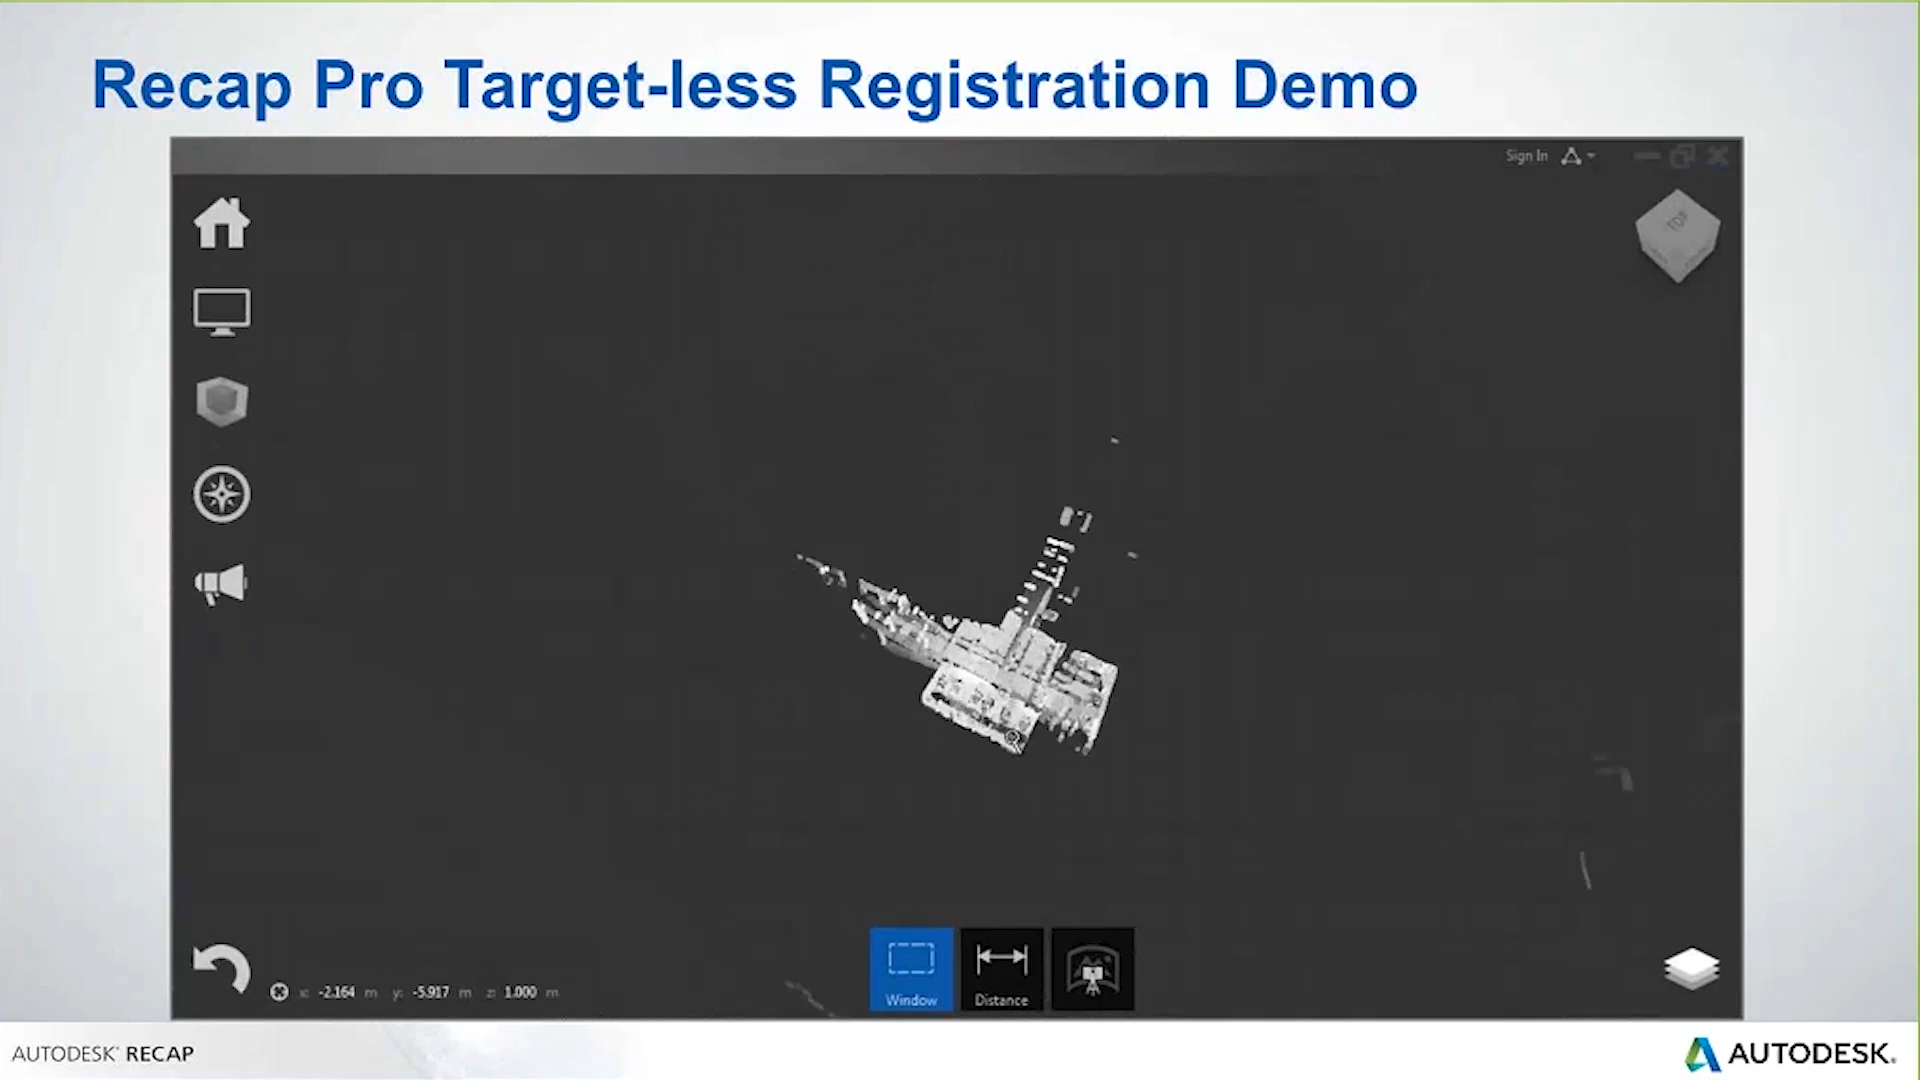 Recap Pro Target-less Registration Demo
Sign In
TOP
x: -2.164 m y: -5.917 m z: 1.000 m
Window
Distance
AUTODESK® RECAP
AUTODESK.